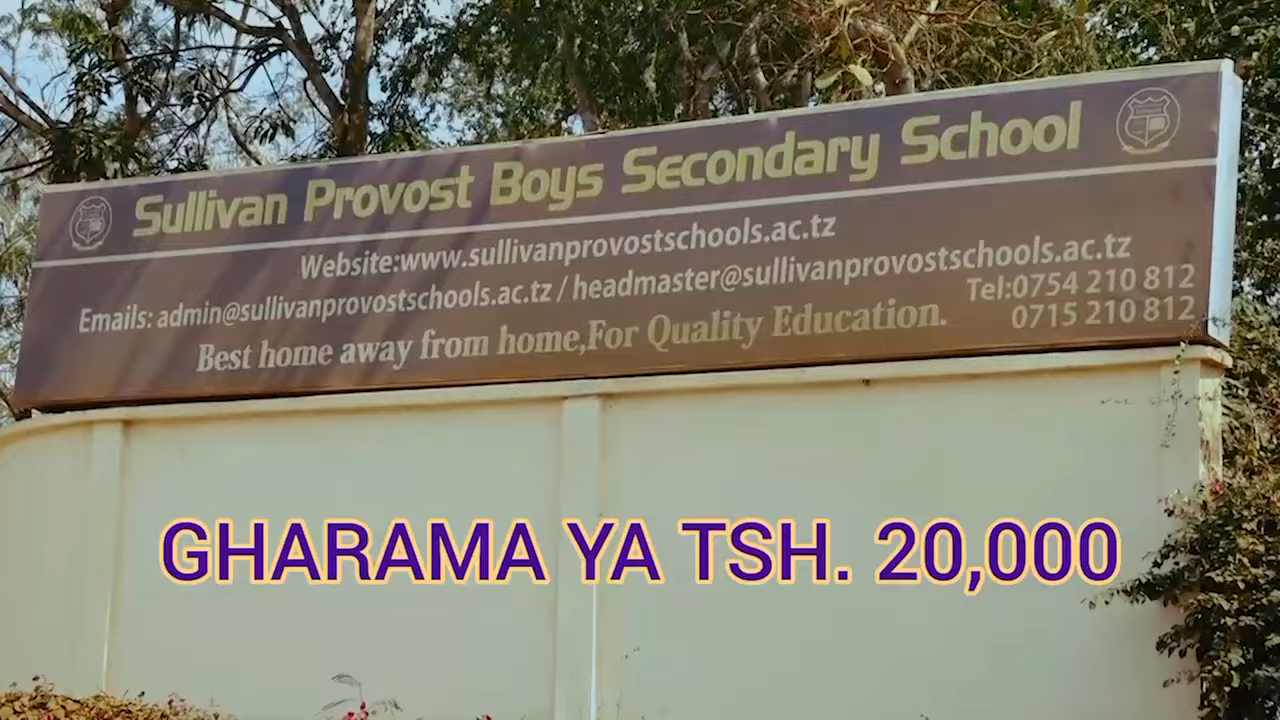 Sullivan Provost Boys Secondary School
Website:www.sullivanprovostschools.ac.tz
Emails: admin@sullivanprovostschools.ac.tz / headmaster@sullivanprovostschools.ac.tz
Tel:0754 210 812
0715 210 812
Best home away from home,For Quality Education.
GHARAMA YA TSH. 20,000